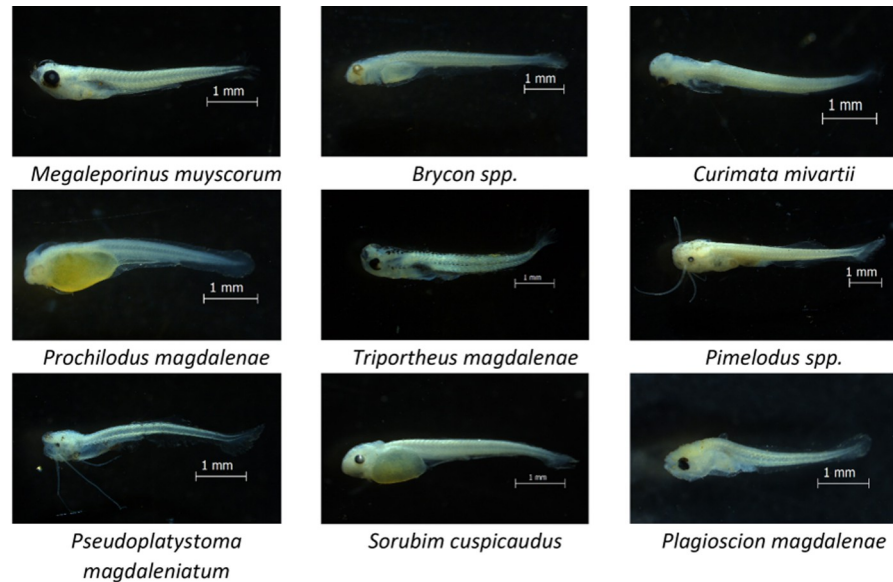 1 mm
1 mm
1 mm
Megaleporinus muyscorum
Brycon spp.
Curimata mivartii
1 mm
1 mm
1 mm
Prochilodus magdalenae
Triportheus magdalenae
Pimelodus spp.
1 mm
1 mm
1 mm
Pseudoplatystoma
magdaleniatum
Sorubim cuspicaudus
Plagioscion magdalenae